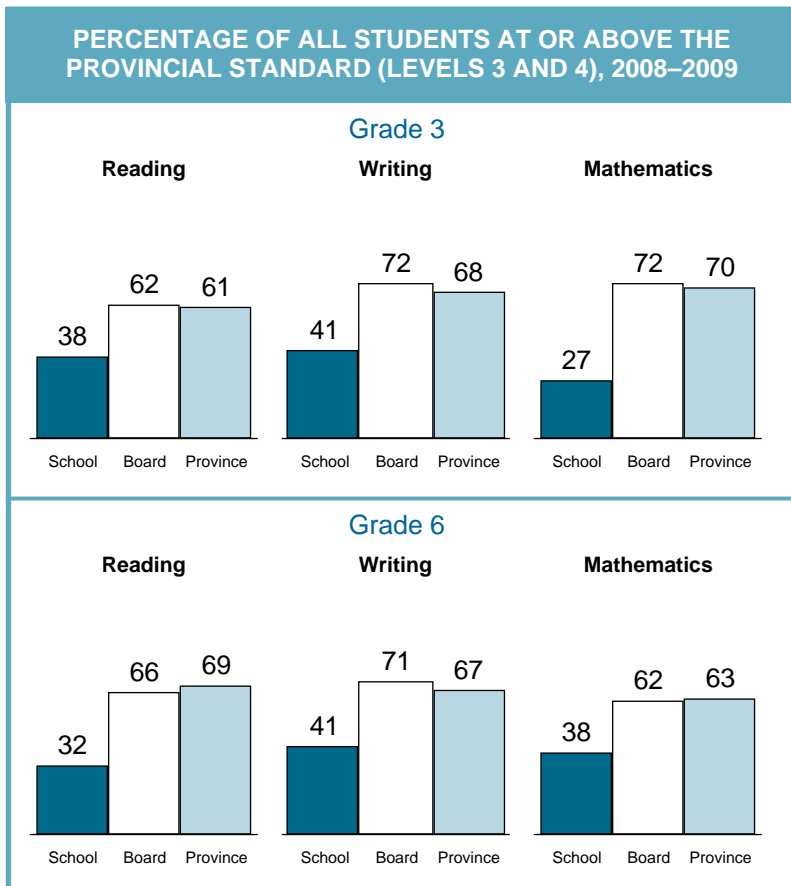 PERCENTAGE OF ALL STUDENTS AT OR ABOVE THE
PROVINCIAL STANDARD (LEVELS 3 AND 4), 2008–2009
Grade 3
Reading Writing Mathematics
38 62 61 41 72 68 27 72 70
School Board Province School Board Province School Board Province
Grade 6
Reading Writing Mathematics
32 66 69 41 71 67 38 62 63
School Board Province School Board Province School Board Province